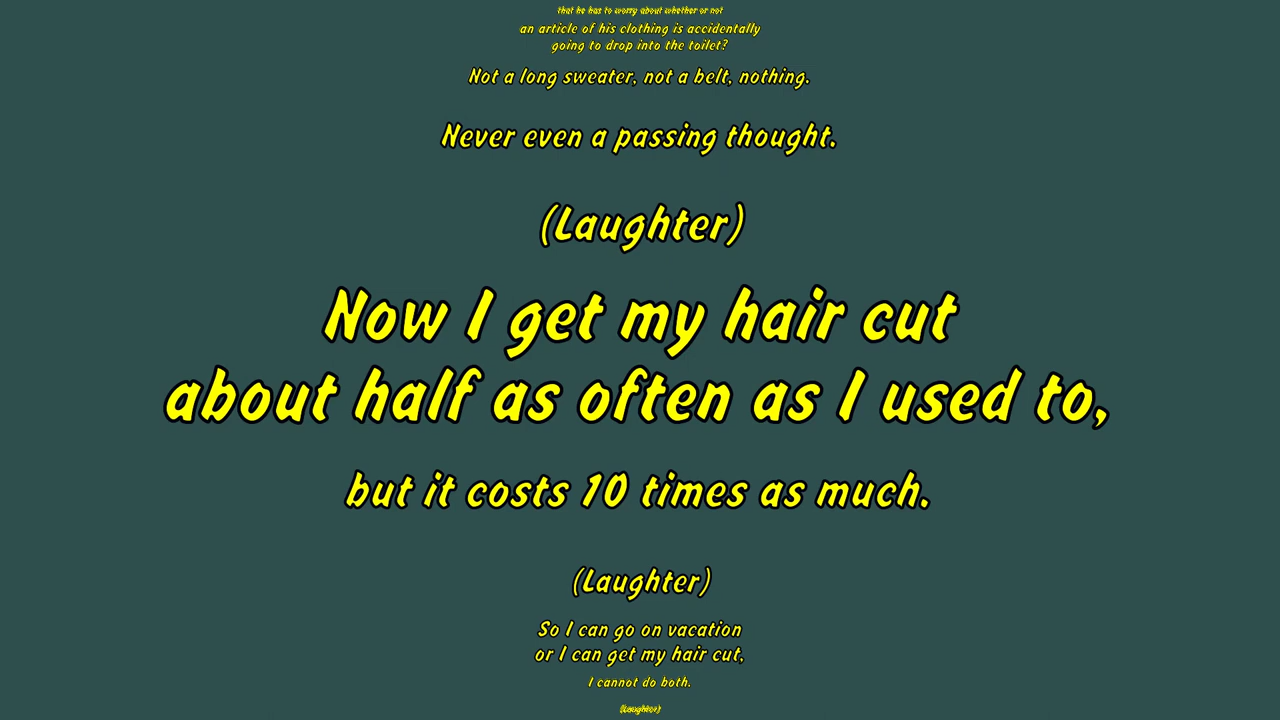 that he has to worry about whether or not
an article of his clothing is accidentally
going to drop into the toilet?
Not a long sweater, not a belt, nothing.
Never even a passing thought.
(Laughter)
Now I get my hair cut
about half as often as I used to,
but it costs 10 times as much.
(Laughter)
So I can go on vacation
or I can get my hair cut,
I cannot do both.
(Laughter)